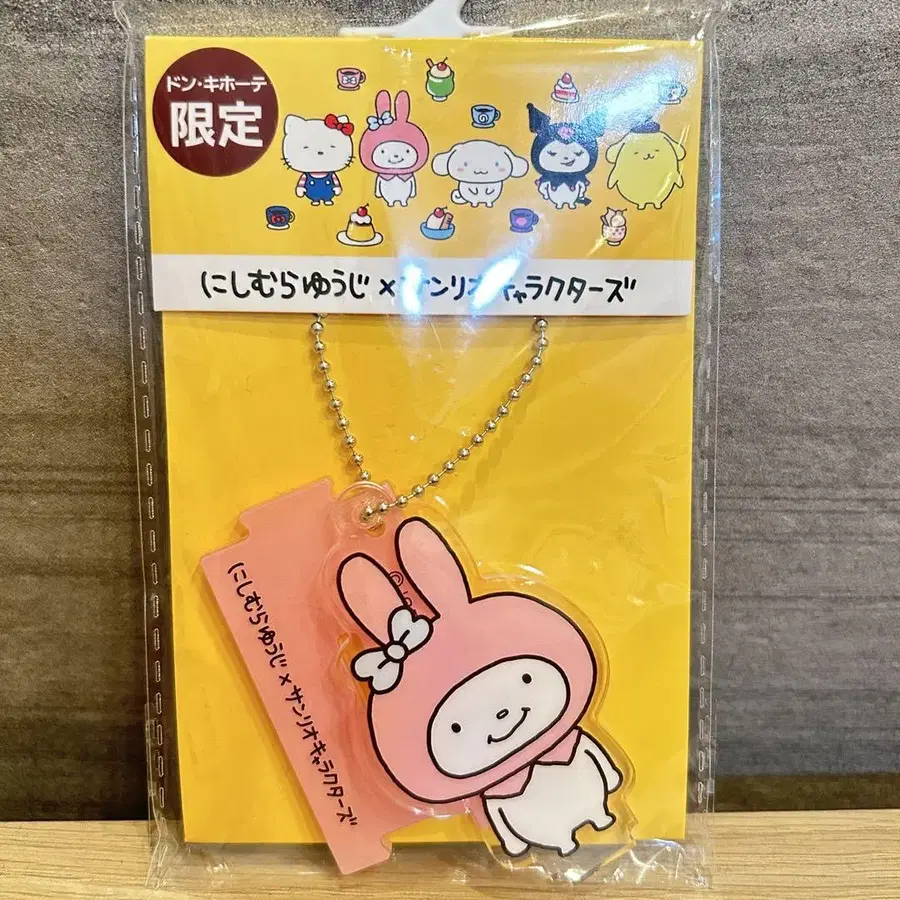 ドン・キホーテ
限定
にしむらゆうじ×サンリオキャラクターズ
にしむらゆうじ×サンリオキャラクターズ